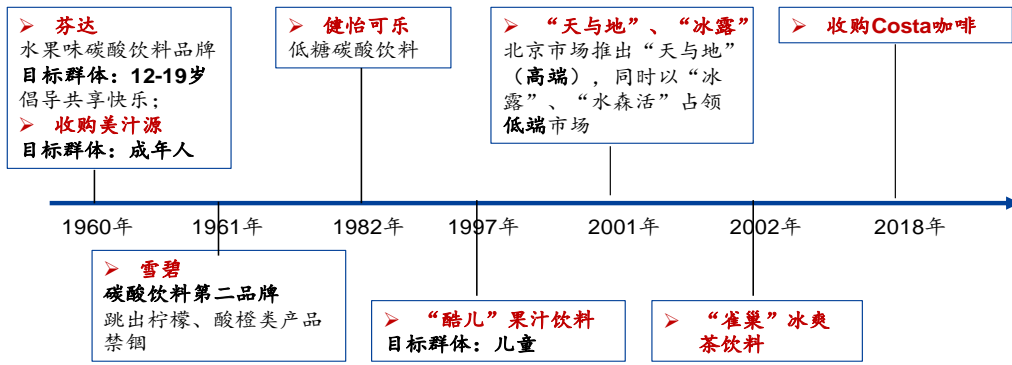 ➢ 芬达
水果味碳酸饮料品牌
目标群体：12-19岁
倡导共享快乐；
➢ 收购美汁源
目标群体：成年人
➢ 健怡可乐
低糖碳酸饮料
➢ “天与地”、“冰露”
北京市场推出“天与地”
（高端），同时以“冰
露”、“水森活”占领
低端市场
➢ 收购Costa咖啡
1960年
1961年
1982年
1997年
2001年
2002年
2018年
➢ 雪碧
碳酸饮料第二品牌
跳出柠檬、酸橙类产品
禁锢
➢ “酷儿”果汁饮料
目标群体：儿童
➢ “雀巢”冰爽
茶饮料